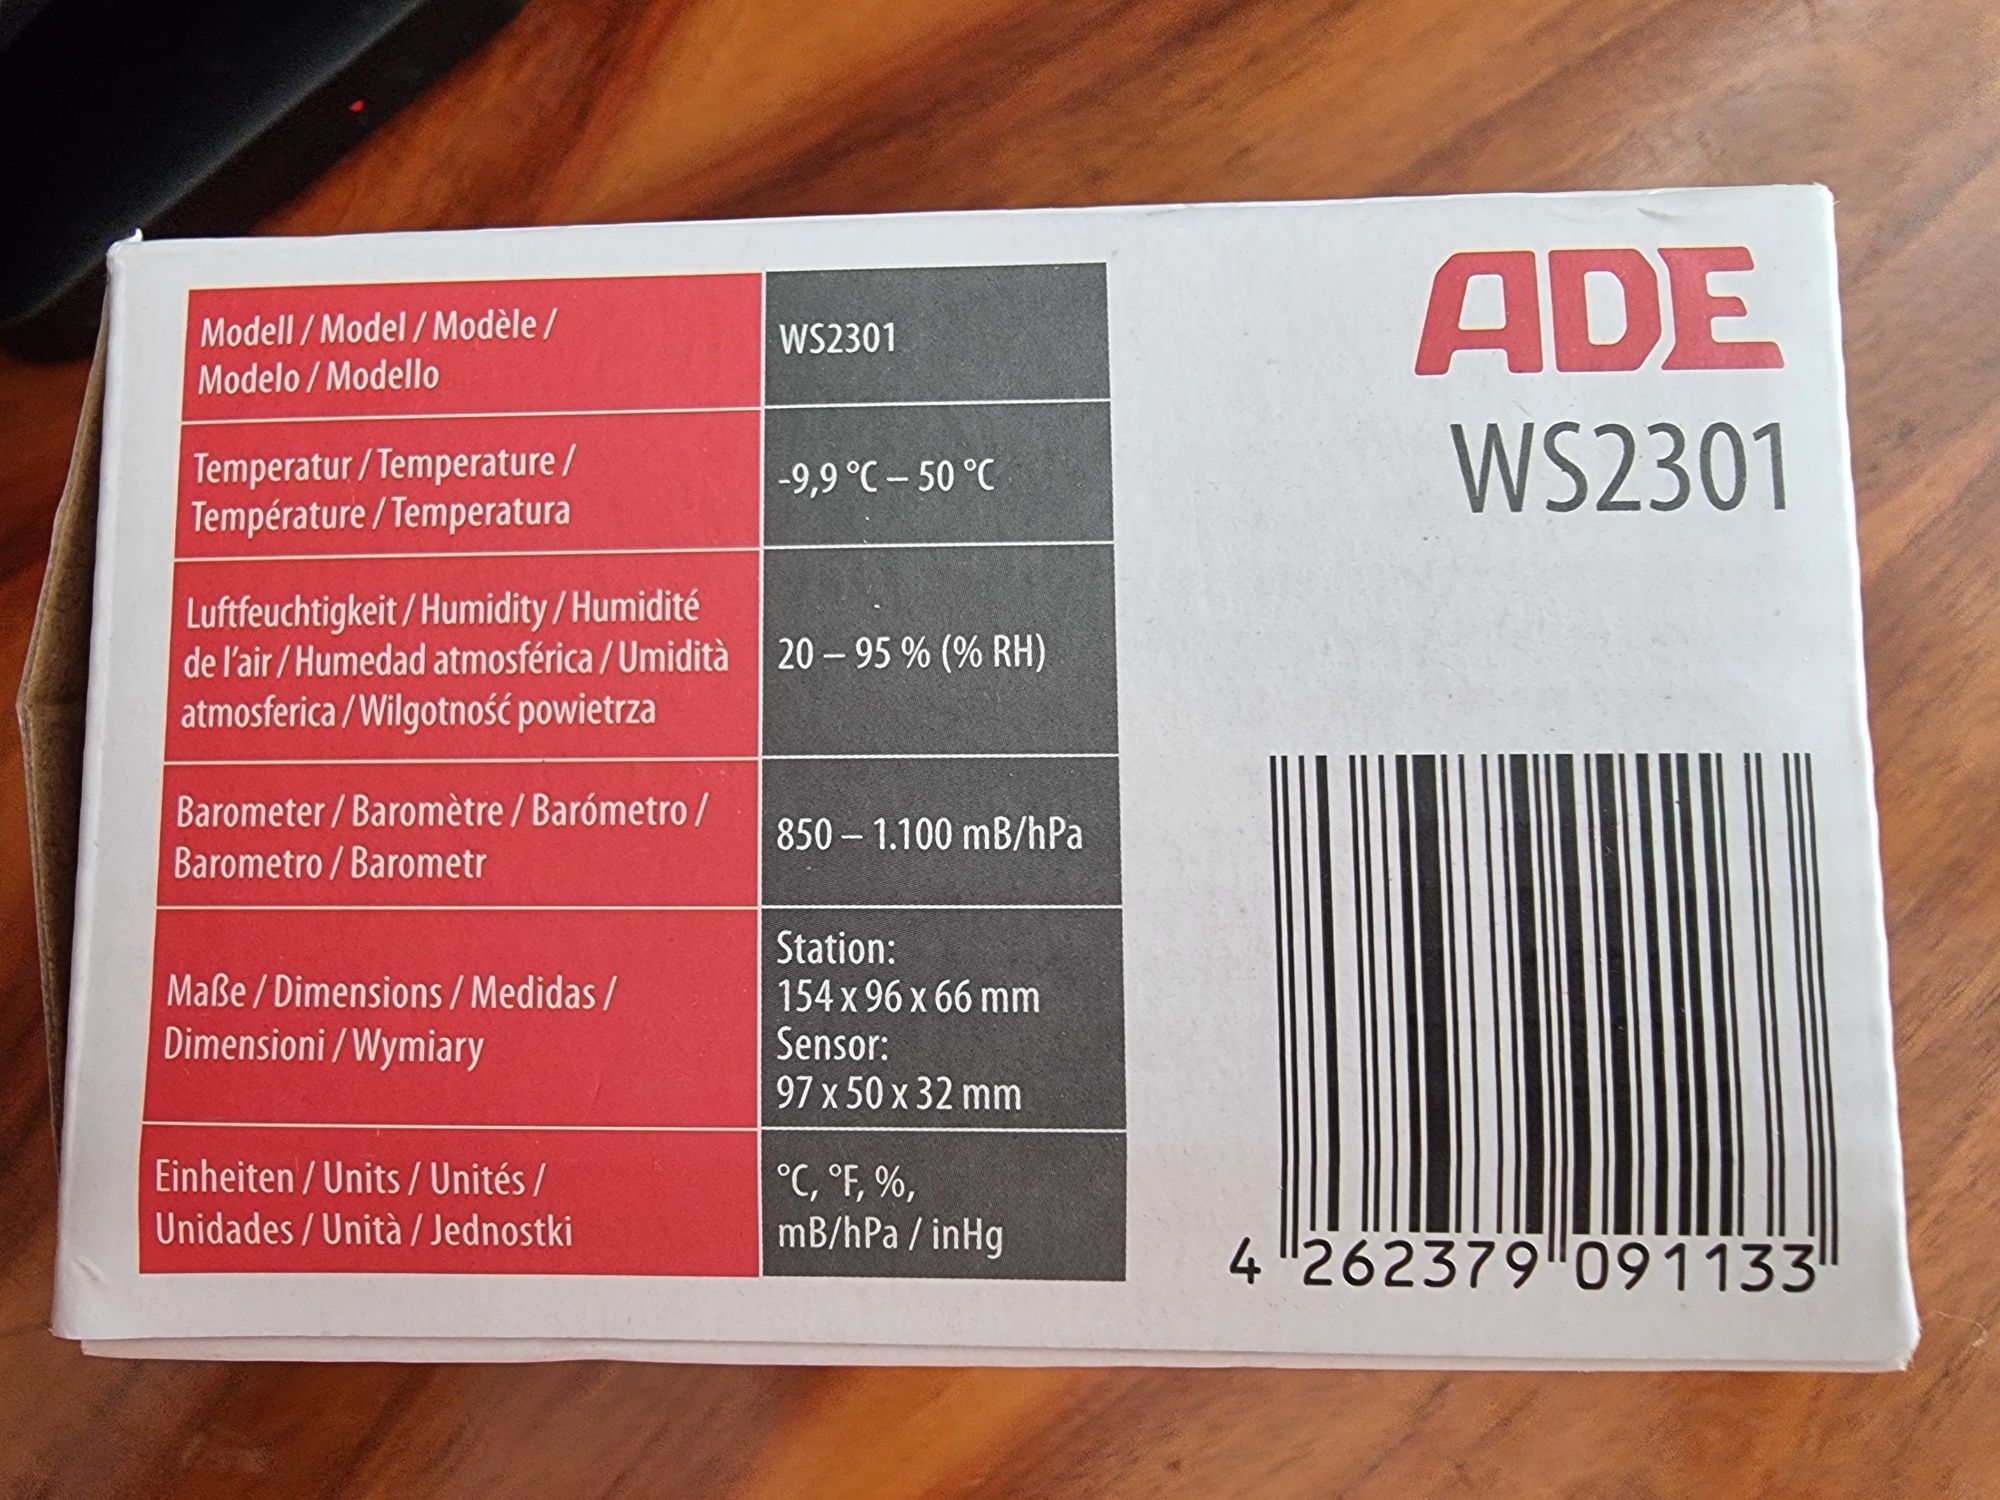 Modell / Model / Modèle /
Modelo / Modello
WS2301
Temperatur / Temperature /
Température / Temperatura
-9,9 °C – 50 °C
Luftfeuchtigkeit / Humidity / Humidité
de l'air / Humedad atmosférica / Umidità
atmosferica / Wilgotność powietrza
20 – 95 % (% RH)
Barometer / Baromètre / Barómetro /
Barometro / Barometr
850 – 1.100 mB/hPa
Maße / Dimensions / Medidas /
Dimensioni / Wymiary
Station:
154 x 96 x 66 mm
Sensor:
97 x 50 x 32 mm
Einheiten / Units / Unités /
Unidades / Unità / Jednostki
°C, °F, %,
mB/hPa / inHg
ADE
WS2301
4 262379 091133